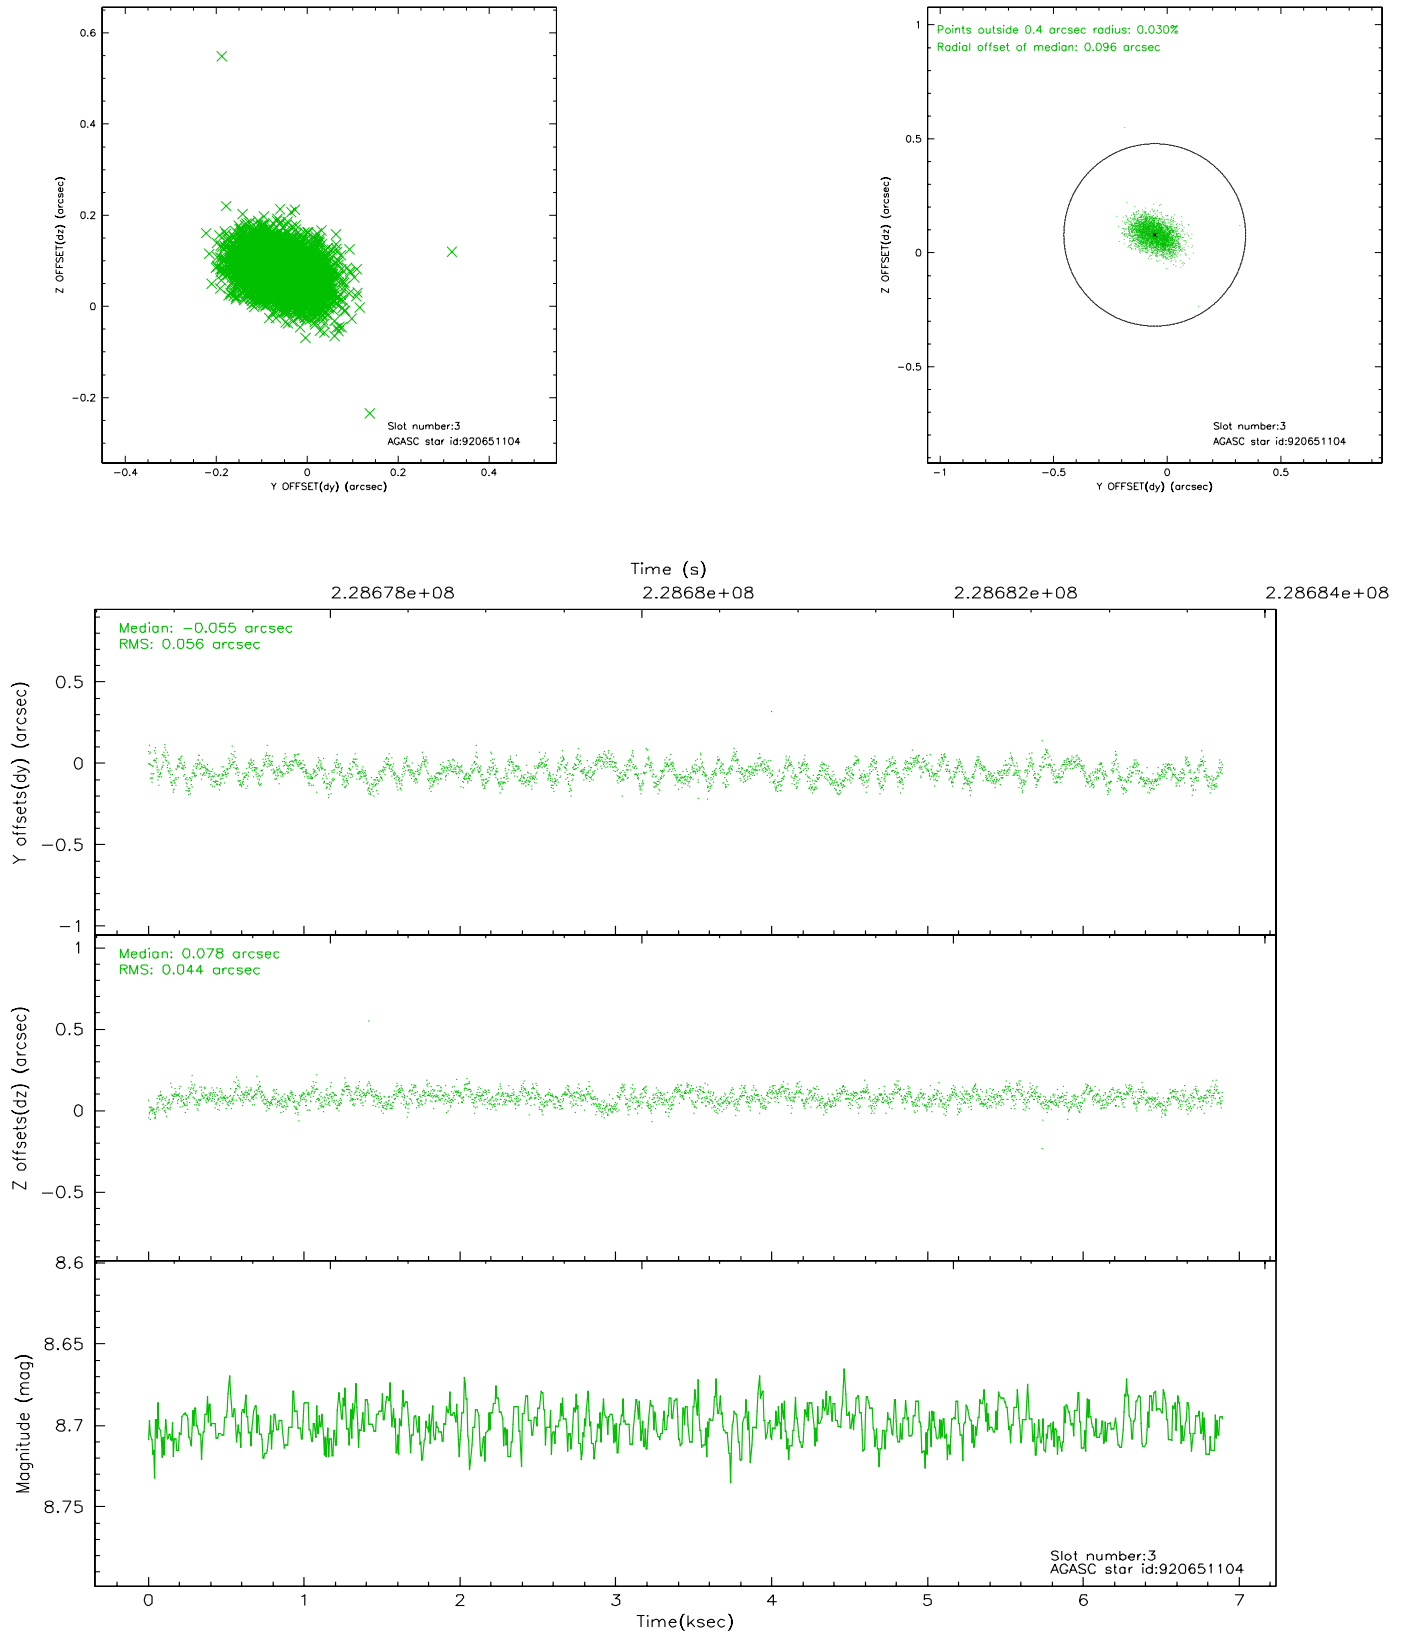 0.6
0.4
0.2
0
−0.2
Z OFFSET(dz) (arcsec)
Slot number:3
AGASC star id:920651104
−0.4 −0.2 0 0.2 0.4
Y OFFSET(dy) (arcsec)
Points outside 0.4 arcsec radius: 0.030%
Radial offset of median: 0.096 arcsec
1
0.5
0
−0.5
Z OFFSET(dz) (arcsec)
Slot number:3
AGASC star id:920651104
−1 −0.5 0 0.5
Y OFFSET(dy) (arcsec)
Time (s)
2.28678e+08 2.2868e+08 2.28682e+08 2.28684e+08
Median: −0.055 arcsec
RMS: 0.056 arcsec
0.5
0
−0.5
−1
Y offsets(dy) (arcsec)
Median: 0.078 arcsec
RMS: 0.044 arcsec
1
0.5
0
−0.5
Z offsets(dz) (arcsec)
8.6
8.65
8.7
8.75
Magnitude (mag)
Slot number:3
AGASC star id:920651104
0 1 2 3 4 5 6 7
Time(ksec)